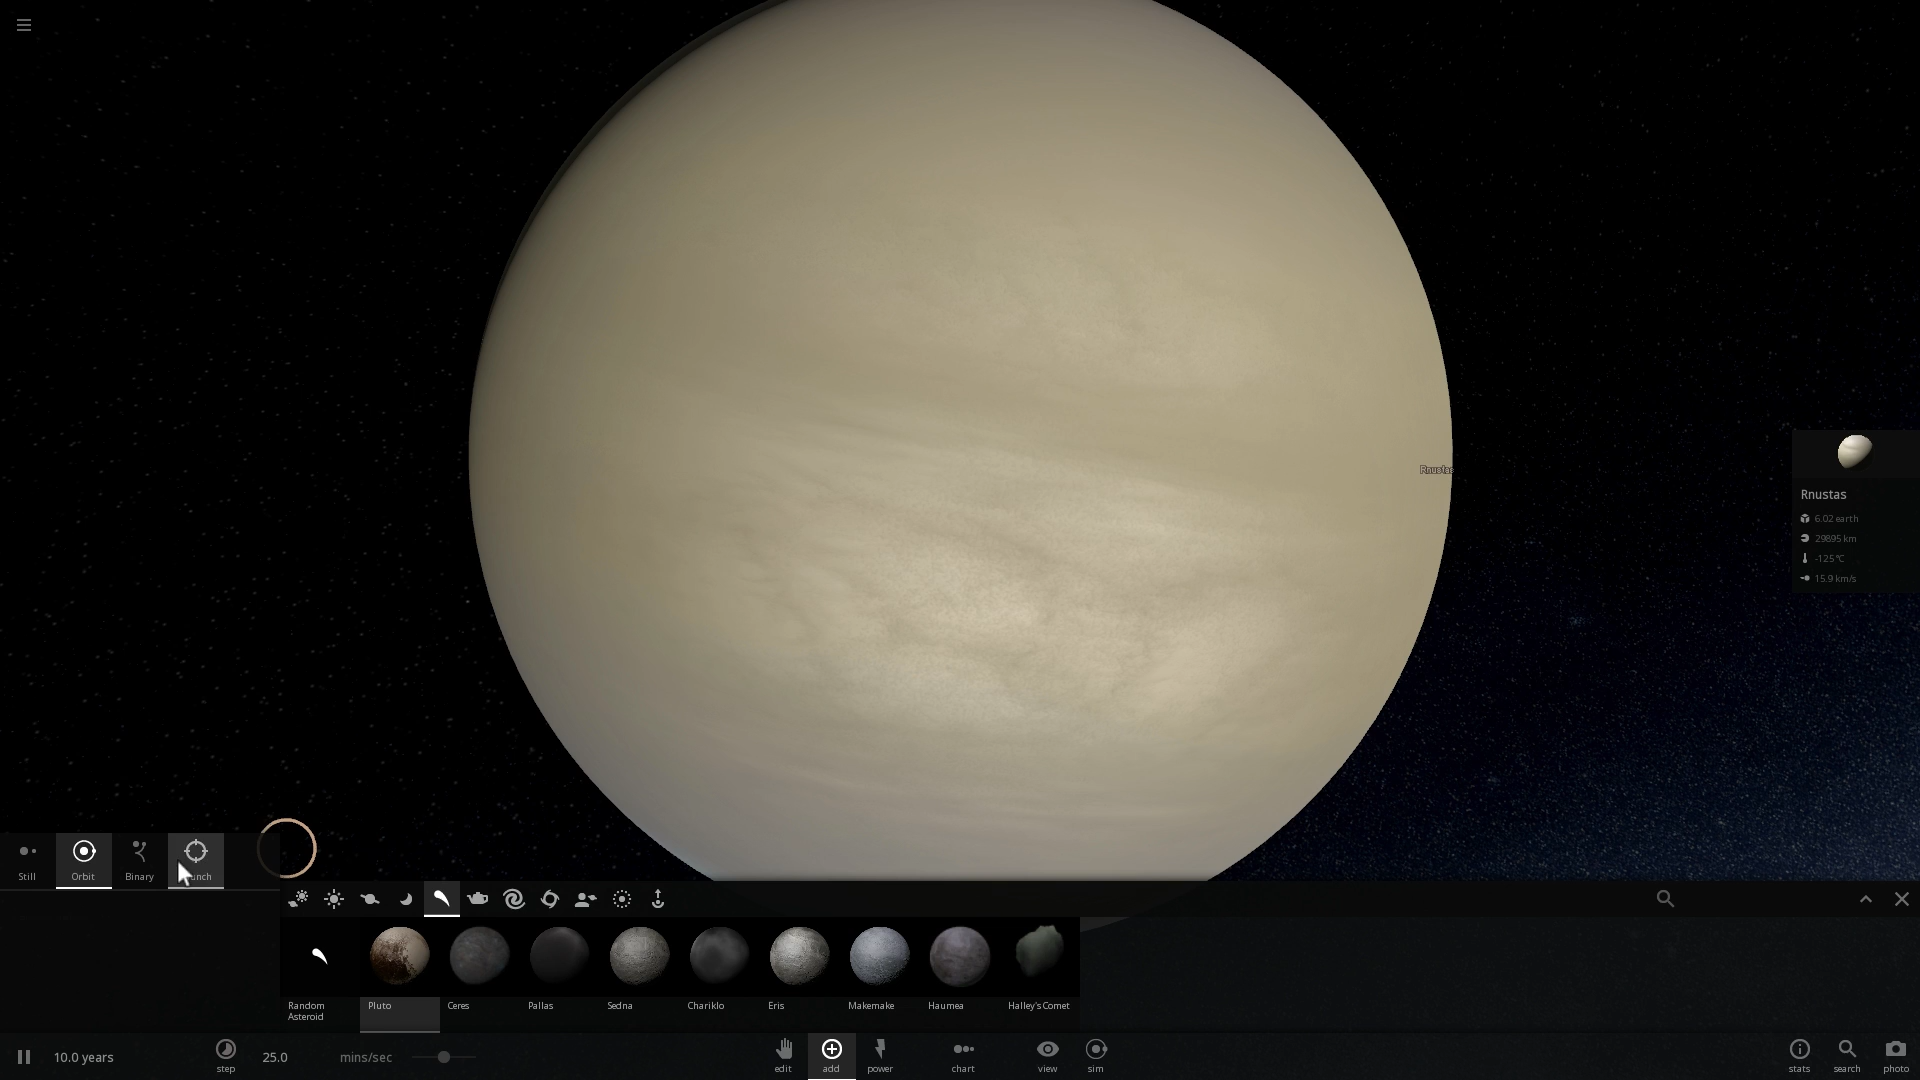 Rnustas
Rnustas
6.02 earth
29895 km
-125 °C
15.9 km/s
Still
Orbit
Binary
Random
Asteroid
Pluto
Ceres
Pallas
Sedna
Chariklo
Eris
Makemake
Haumea
Halley's Comet
10.0 years
step
25.0
mins/sec
edit
add
power
chart
view
sim
stats
search
photo